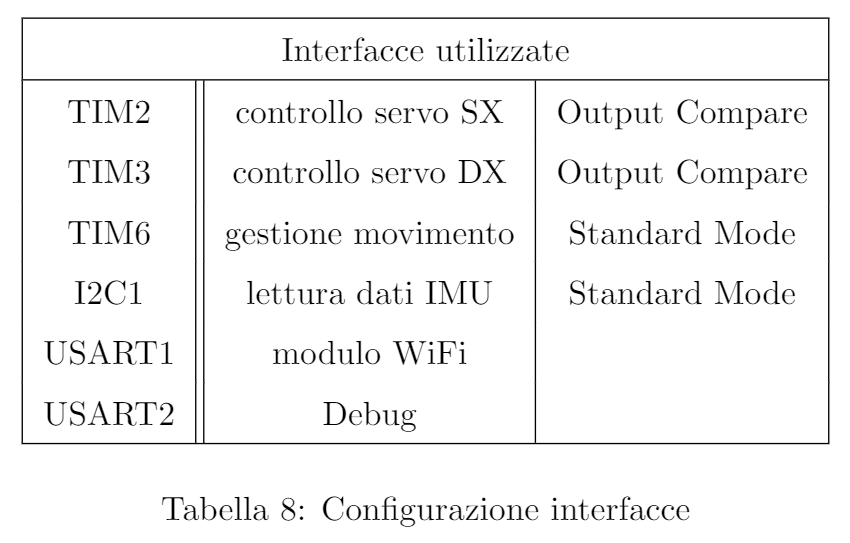 Interfacce utilizzate
TIM2 controllo servo SX Output Compare
TIM3 controllo servo DX Output Compare
TIM6 gestione movimento Standard Mode
I2C1 lettura dati IMU Standard Mode
USART1 modulo WiFi
USART2 Debug
Tabella 8: Configurazione interfacce